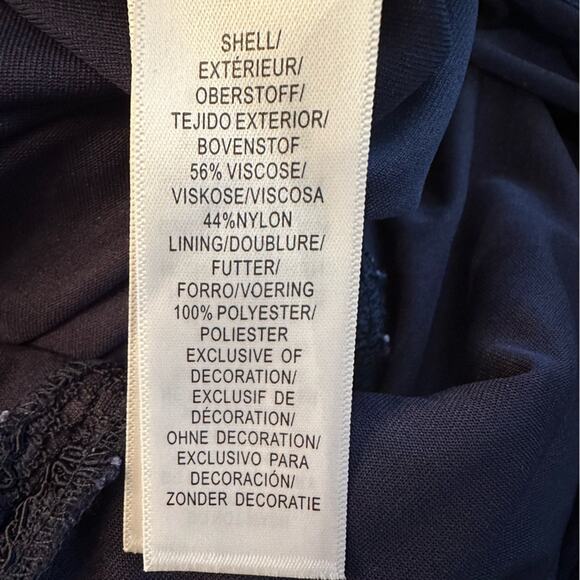 SHELL/
EXTÉRIEUR/
OBERSTOFF/
TEJIDO EXTERIOR/
BOVENSTOF
56% VISCOSE/
VISKOSE/VISCOSA
44%NYLON
LINING/DOUBLURE/
FUTTER/
FORRO/VOERING
100% POLYESTER/
POLIESTER
EXCLUSIVE OF
DECORATION/
EXCLUSIF DE
DÉCORATION/
OHNE DECORATION/
EXCLUSIVO PARA
DECORACIÓN/
ZONDER DECORATIE